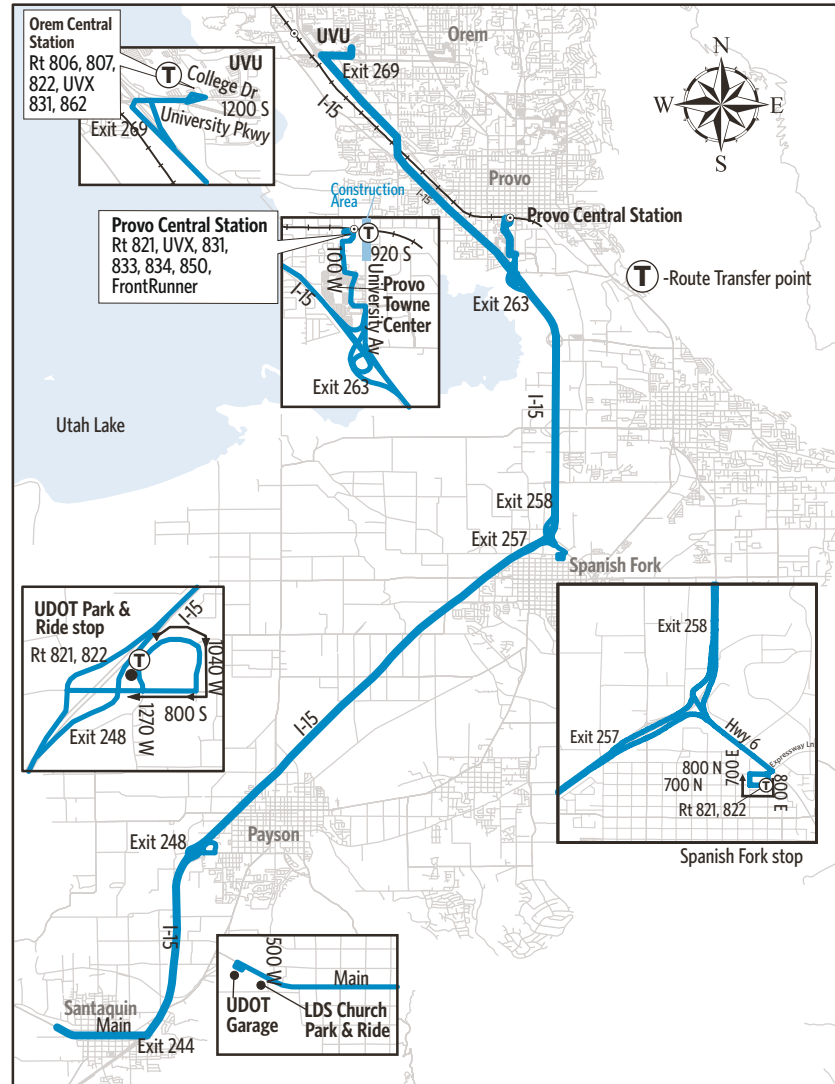 Orem Central
Station
Rt 806, 807,
822, UVX
831, 862
UVU
College Dr
1200 S
University Pkwy
Exit 269
UVU
Orem
Exit 269
I-15
N
W
E
S
T
Provo
I-15
Construction
Area
Provo Central Station
Provo Central Station
Rt 821, UVX, 831,
833, 834, 850,
FrontRunner
T
920 S
100 W
University Av
I-15
Provo
Towne
Center
Exit 263
T -Route Transfer point
Exit 263
Utah Lake
I-15
Exit 258
Exit 257
Spanish Fork
UDOT Park &
Ride stop
I-15
Rt 821, 822
T
1040 W
1270 W
800 S
Exit 248
I-15
Exit 258
Exit 257
Hwy 6
Expressway Ln
800 N
700 N
700 E
800 E
T
Rt 821, 822
Spanish Fork stop
Exit 248
Payson
I-15
500 W
Main
UDOT
Garage
LDS Church
Park & Ride
Santaquin
Main
Exit 244